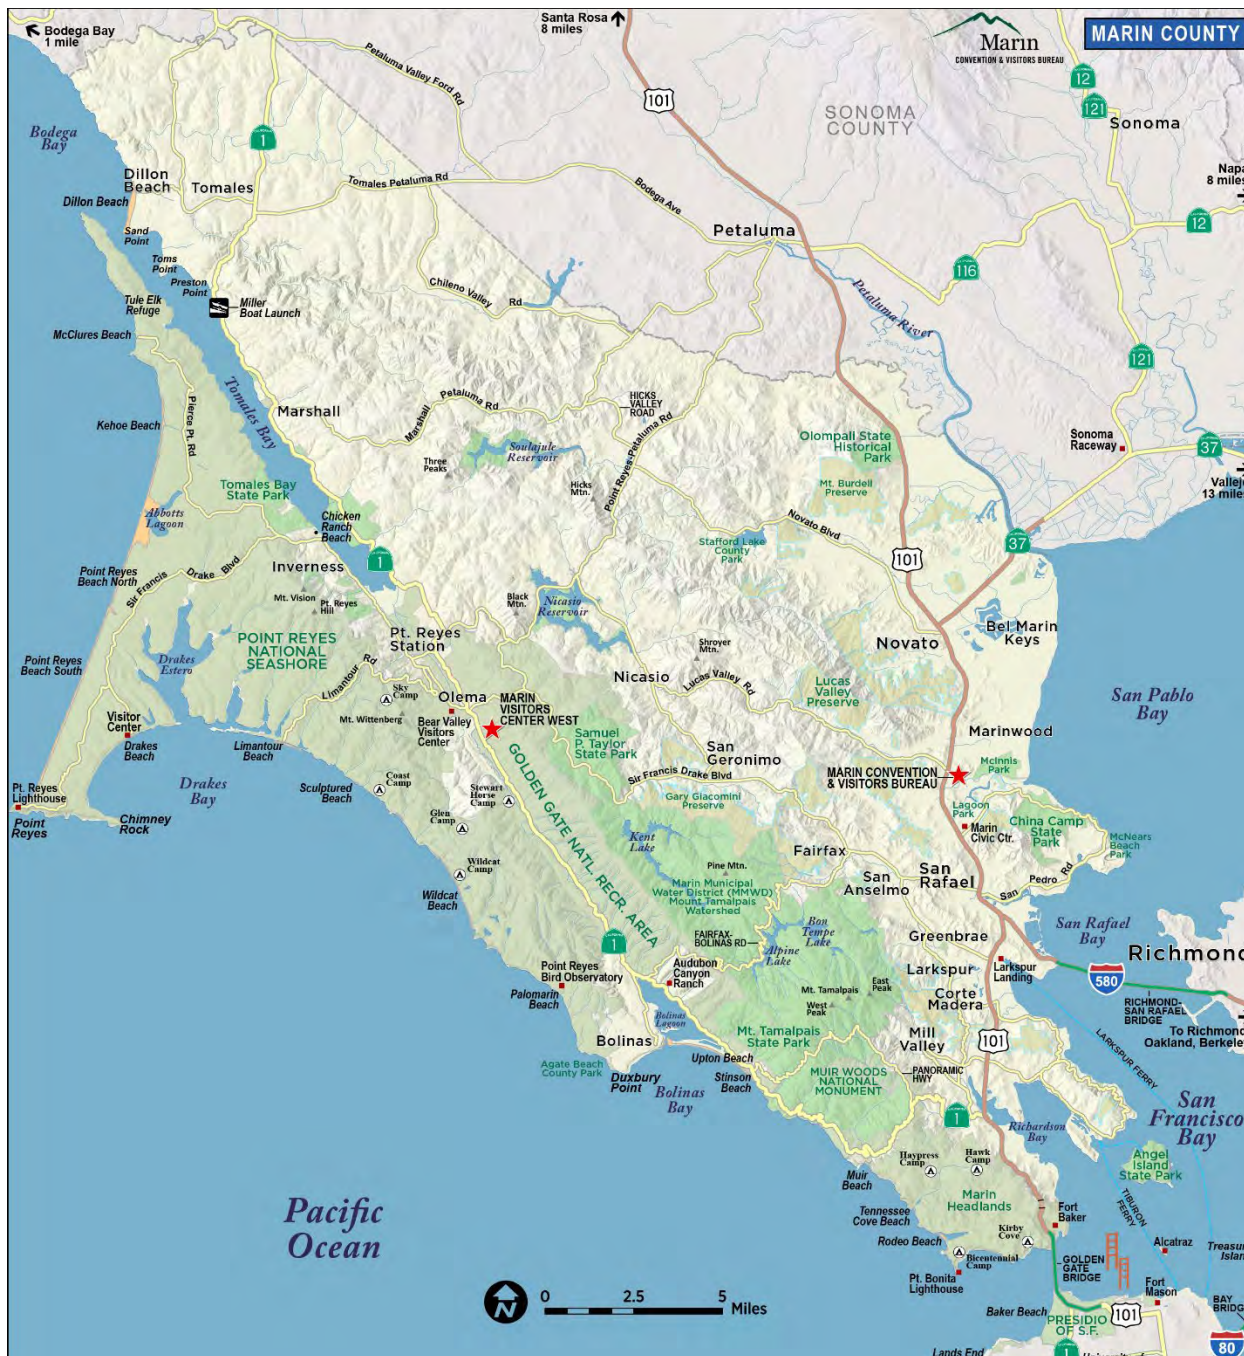 Bodega Bay
1 mile
Santa Rosa
8 miles
Marin
CONVENTION & VISITORS BUREAU
MARIN COUNTY
Petaluma Valley Ford Rd
101
12
121
SONOMA
COUNTY
Sonoma
Bodega
Bay
1
Napa
8 miles
Dillon
Beach
Tomales
Tomales Petaluma Rd
Bodega Ave
Dillon Beach
12
Sand
Point
Petaluma
Toms
Point
116
Preston
Point
Chileno Valley Rd
Tule Elk
Refuge
Miller
Boat Launch
Petaluma River
McClures Beach
121
Tomales Bay
Marshall
Marshall Petaluma Rd
HICKS
VALLEY
ROAD
Pierce Pt. Rd
Kehoe Beach
Point Reyes-Petaluma Rd
Olompali State
Historical
Park
Sonoma
Raceway
37
Soulajule
Reservoir
Three
Peaks
Hicks
Mtn.
Mt. Burdell
Preserve
Vallejo
13 miles
Tomales Bay
State Park
Abbotts
Lagoon
Chicken
Ranch
Beach
Novato Blvd
Stafford Lake
County
Park
37
1
101
Inverness
Point Reyes
Beach North
Sir Francis Drake Blvd
Mt. Vision
Pt. Reyes
Hill
Black
Mtn.
Nicasio
Reservoir
Bel Marin
Keys
POINT REYES
NATIONAL
SEASHORE
Pt. Reyes
Station
Shroyer
Mtn.
Novato
Point Reyes
Beach South
Drakes
Estero
Limantour Rd
Nicasio
Lucas Valley Rd
Lucas
Valley
Preserve
San Pablo
Bay
Sky
Camp
Olema
MARIN
VISITORS
CENTER WEST
Visitor
Center
Mt. Wittenberg
Bear Valley
Visitors
Center
Samuel
P. Taylor
State Park
Marinwood
Drakes
Beach
Limantour
Beach
San
Geronimo
McInnis
Park
Sir Francis Drake Blvd
MARIN CONVENTION
& VISITORS BUREAU
Pt. Reyes
Lighthouse
Drakes
Bay
Sculptured
Beach
Coast
Camp
Stewart
Horse
Camp
GOLDEN GATE NATL. RECR. AREA
Gary Giacomini
Preserve
Lagoon
Park
Point
Reyes
Chimney
Rock
Glen
Camp
Kent
Lake
Marin
Civic Ctr.
China Camp
State
Park
McNears
Beach
Park
Fairfax
Wildcat
Camp
Pine Mtn.
San
Anselmo
San
Rafael
San Pedro Rd
Wildcat
Beach
Marin Municipal
Water District (MMWD)
Mount Tamalpais
Watershed
Bon
Tempe
Lake
San Rafael
Bay
1
FAIRFAX-
BOLINAS RD
Alpine
Lake
Greenbrae
Richmond
Point Reyes
Bird Observatory
Audubon
Canyon
Ranch
Larkspur
Larkspur
Landing
580
Palomarin
Beach
Mt. Tamalpais
East
Peak
West
Peak
Corte
Madera
RICHMOND-
SAN RAFAEL
BRIDGE
Bolinas
Lagoon
Mt. Tamalpais
State Park
Mill
Valley
101
To Richmond,
Oakland, Berkeley
Bolinas
LARKSPUR FERRY
Agate Beach
County Park
Upton Beach
Duxbury
Point
Stinson
Beach
MUIR WOODS
NATIONAL
MONUMENT
PANORAMIC
HWY
Bolinas
Bay
1
Richardson
Bay
San
Francisco
Bay
Haypress
Camp
Hawk
Camp
Angel
Island
State Park
Muir
Beach
Marin
Headlands
TIBURON
FERRY
Tennessee
Cove Beach
Fort
Baker
Rodeo Beach
Kirby
Cove
Alcatraz
Pacific
Ocean
Bicentennial
Camp
GOLDEN
GATE
BRIDGE
Pt. Bonita
Lighthouse
Fort
Mason
N
0 2.5 5 Miles
Baker Beach
101
PRESIDIO
OF S.F.
Lands End
1
80